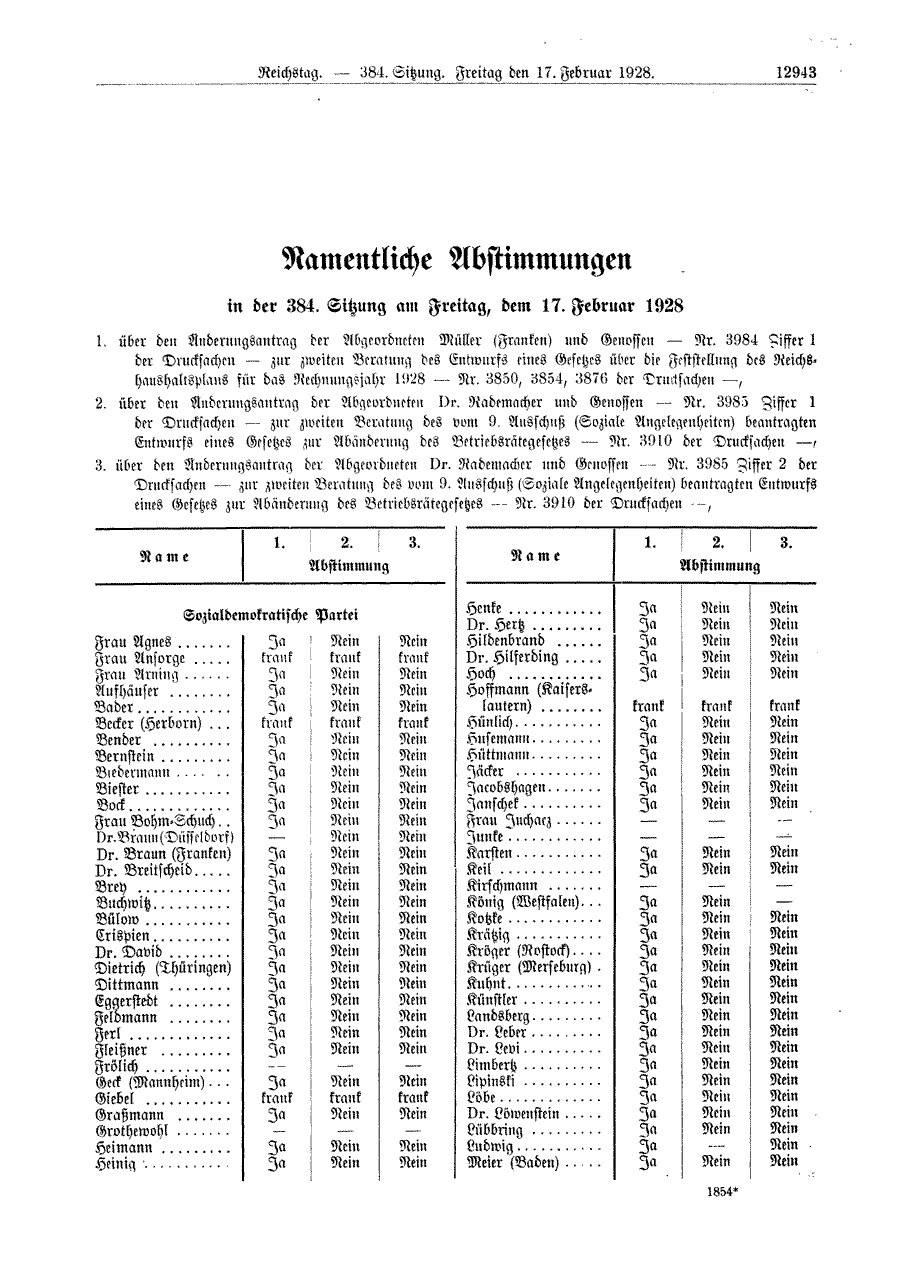 Reichstag. — 384. Sitzung. Freitag den 17. Februar 1928. 12943
Namentliche Abstimmungen
in der 384. Sitzung am Freitag, dem 17. Februar 1928
1. über den Änderungsantrag der Abgeordneten Müller (Franken) und Genossen — Nr. 3984 Ziffer 1
der Drucksachen — zur zweiten Beratung des Entwurfs eines Gesetzes über die Feststellung des Reichs-
haushaltsplans für das Rechnungsjahr 1928 — Nr. 3850, 3854, 3876 der Drucksachen —,
2. über den Änderungsantrag der Abgeordneten Dr. Rademacher und Genossen — Nr. 3985 Ziffer 1
der Drucksachen — zur zweiten Beratung des vom 9. Ausschuß (Soziale Angelegenheiten) beantragten
Entwurfs eines Gesetzes zur Abänderung des Betriebsrätegesetzes — Nr. 3910 der Drucksachen —,
3. über den Änderungsantrag der Abgeordneten Dr. Rademacher und Genossen — Nr. 3985 Ziffer 2 der
Drucksachen — zur zweiten Beratung des vom 9. Ausschuß (Soziale Angelegenheiten) beantragten Entwurfs
eines Gesetzes zur Abänderung des Betriebsrätegesetzes — Nr. 3910 der Drucksachen —,
Name 1. 2. 3.
Abstimmung
Sozialdemokratische Partei
Frau Agnes ....... Ja Nein Nein
Frau Ansorge ..... krank krank krank
Frau Arning ...... Ja Nein Nein
Aufhäuser ........ Ja Nein Nein
Bader ............ Ja Nein Nein
Becker (Herborn) ... krank krank krank
Bender .......... Ja Nein Nein
Bernstein ......... Ja Nein Nein
Biedermann .... .. Ja Nein Nein
Biester ........... Ja Nein Nein
Bock ............. Ja Nein Nein
Frau Bohm-Schuch .. Ja Nein Nein
Dr. Braun (Düsseldorf) — Nein Nein
Dr. Braun (Franken) Ja Nein Nein
Dr. Breitscheid ..... Ja Nein Nein
Brey ............ Ja Nein Nein
Buchwitz .......... Ja Nein Nein
Bülow ........... Ja Nein Nein
Crispien .......... Ja Nein Nein
Dr. David ........ Ja Nein Nein
Dietrich (Thüringen) Ja Nein Nein
Dittmann ........ Ja Nein Nein
Eggerstedt ........ Ja Nein Nein
Feldmann ........ Ja Nein Nein
Ferl ............. Ja Nein Nein
Fleißner ......... Ja Nein Nein
Frölich ........... — — —
Geck (Mannheim) ... Ja Nein Nein
Giebel ........... krank krank krank
Graßmann ....... Ja Nein Nein
Grothewohl ....... — — —
Heimann ......... Ja Nein Nein
Heinig ........... Ja Nein Nein
Name 1. 2. 3.
Abstimmung
Henke ............ Ja Nein Nein
Dr. Hertz ......... Ja Nein Nein
Hildenbrand ...... Ja Nein Nein
Dr. Hilferding ..... Ja Nein Nein
Hoch ............ Ja Nein Nein
Hoffmann (Kaisers-
lautern) ........ krank krank krank
Hünlich ........... Ja Nein Nein
Husemann ......... Ja Nein Nein
Hüttmann ......... Ja Nein Nein
Jäcker ........... Ja Nein Nein
Jacobshagen ....... Ja Nein Nein
Janschek .......... Ja Nein Nein
Frau Juchacz ...... — — —
Junke ............ — — —
Karsten ........... Ja Nein Nein
Keil ............. Ja Nein Nein
Kirschmann ....... — — —
König (Westfalen) ... Ja Nein —
Kotzke ............ Ja Nein Nein
Krätzig ........... Ja Nein Nein
Kröger (Rostock) .... Ja Nein Nein
Krüger (Merseburg) . Ja Nein Nein
Kuhnt ............ Ja Nein Nein
Künstler .......... Ja Nein Nein
Landsberg ......... Ja Nein Nein
Dr. Leber .......... Ja Nein Nein
Dr. Levi .......... Ja Nein Nein
Limbertz .......... Ja Nein Nein
Lipinski .......... Ja Nein Nein
Löbe ............. Ja Nein Nein
Dr. Löwenstein ..... Ja Nein Nein
Lübbring ......... Ja Nein Nein
Ludwig ........... Ja — Nein
Meier (Baden) ..... Ja Nein Nein
1854*